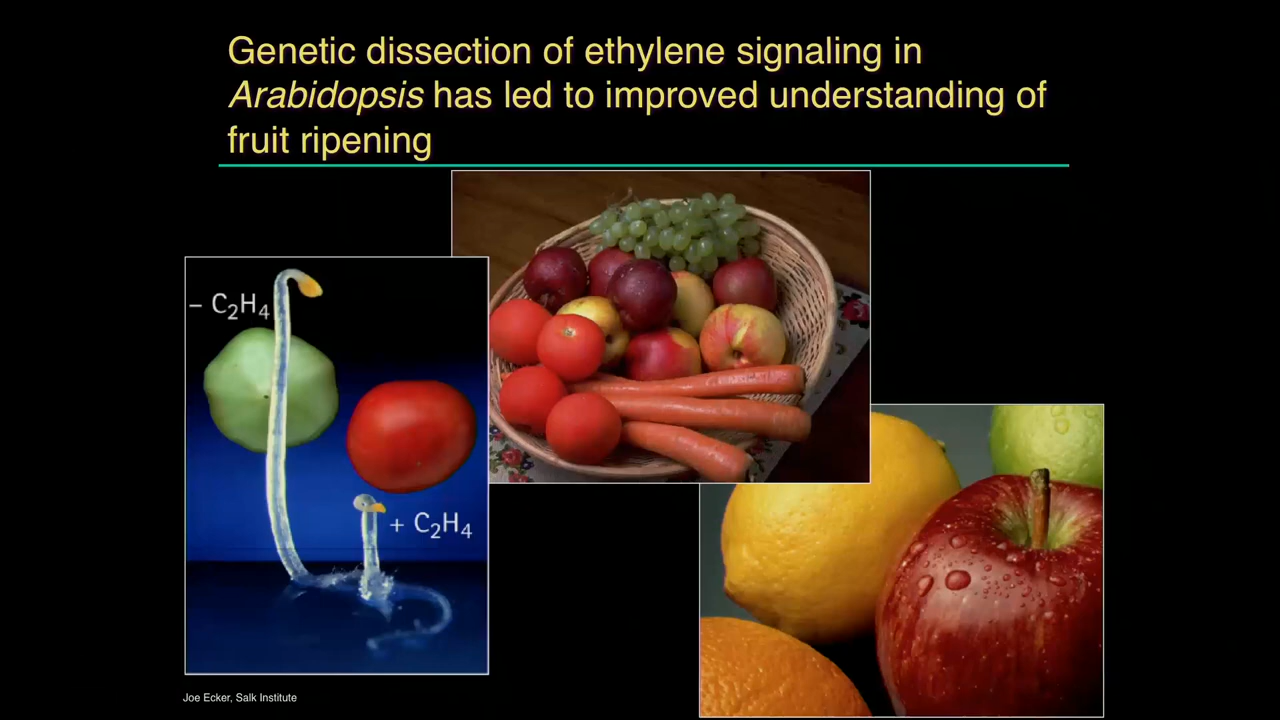 Genetic dissection of ethylene signaling in
Arabidopsis has led to improved understanding of
fruit ripening
– C₂H₄
+ C₂H₄
Joe Ecker, Salk Institute